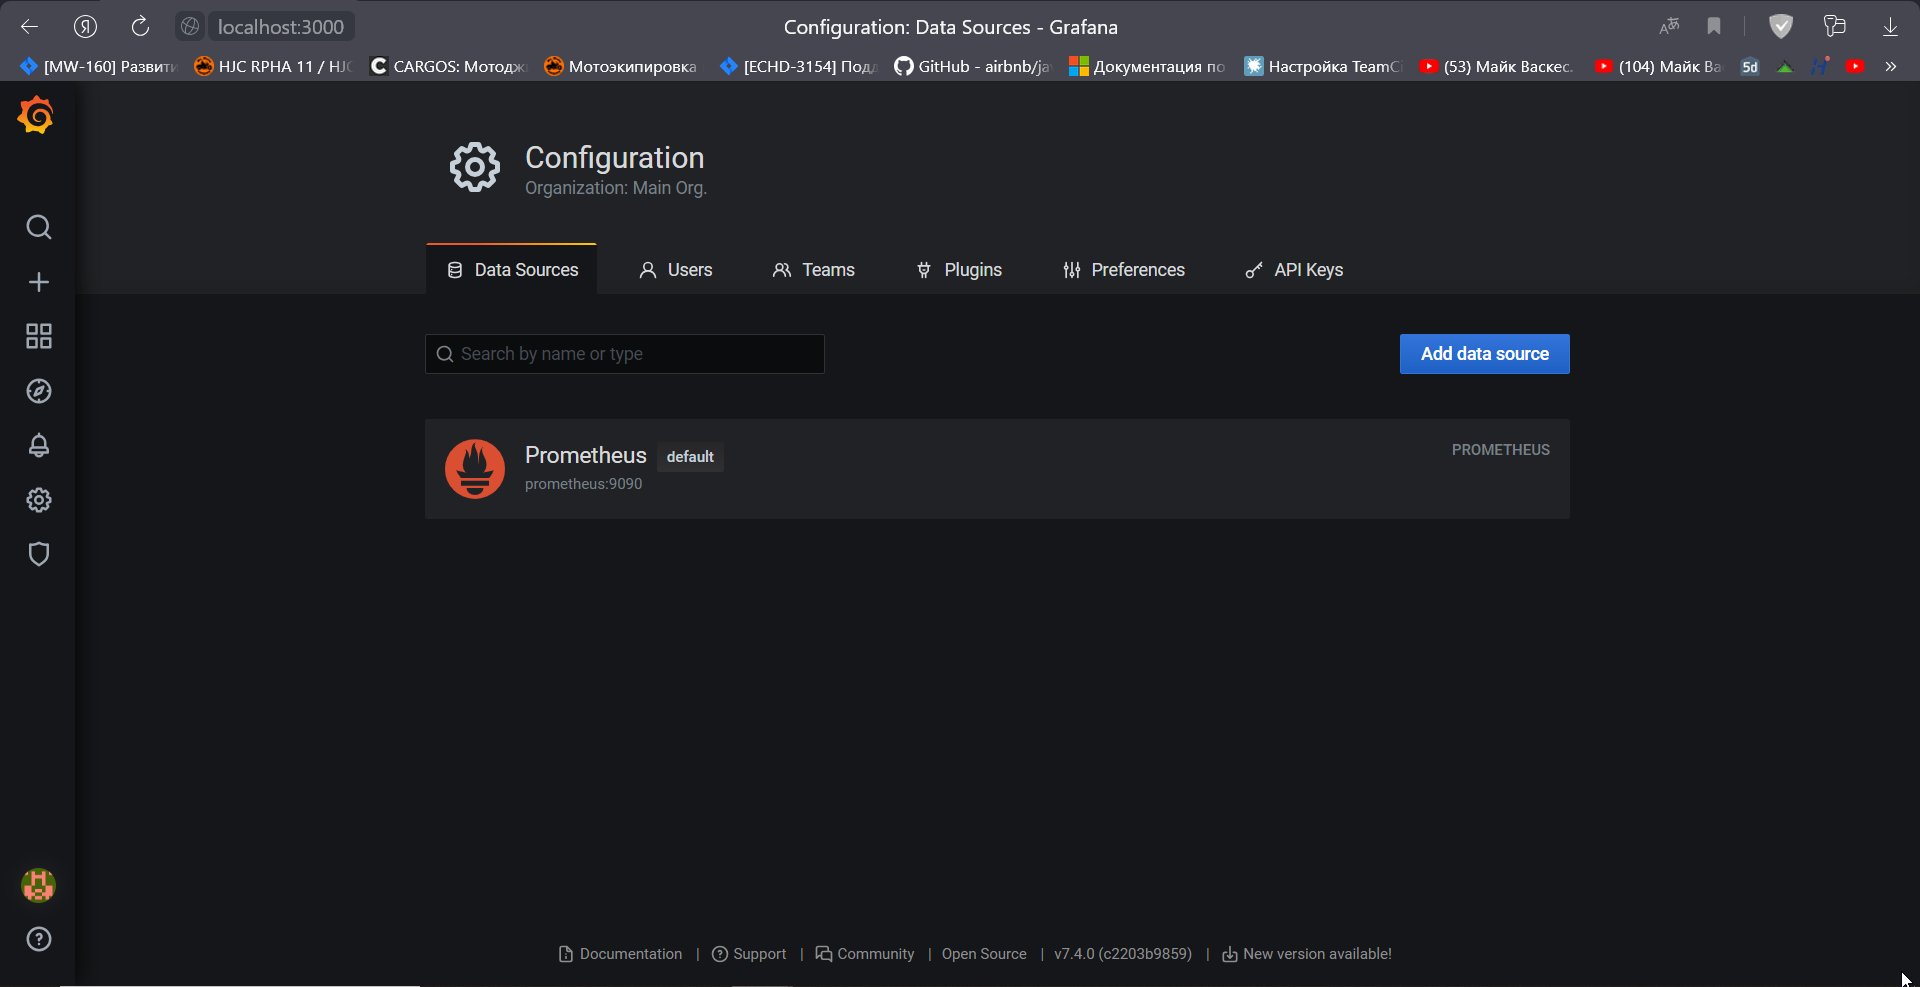 localhost:3000
Configuration: Data Sources - Grafana
[MW-160] Развити
HJC RPHA 11 / HJC
CARGOS: Мотодж
Мотоэкипировка
[ECHD-3154] Подд
GitHub - airbnb/ja
Документация по
Настройка TeamCi
(53) Майк Васкес.
(104) Майк Ва
5d
Configuration
Organization: Main Org.
Data Sources
Users
Teams
Plugins
Preferences
API Keys
Search by name or type
Add data source
Prometheus default
PROMETHEUS
prometheus:9090
Documentation | Support | Community | Open Source | v7.4.0 (c2203b9859) | New version available!